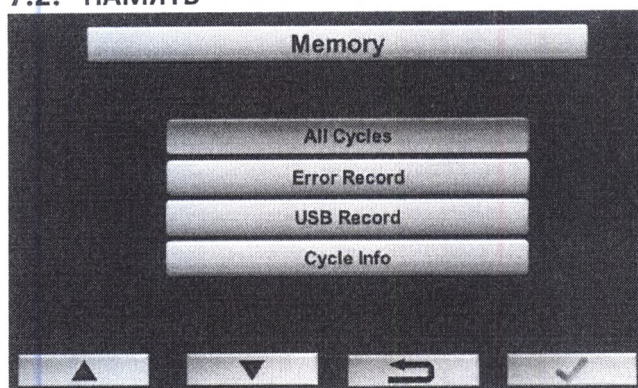 7.2. ПАМЯТЬ
Memory
All Cycles
Error Record
USB Record
Cycle Info